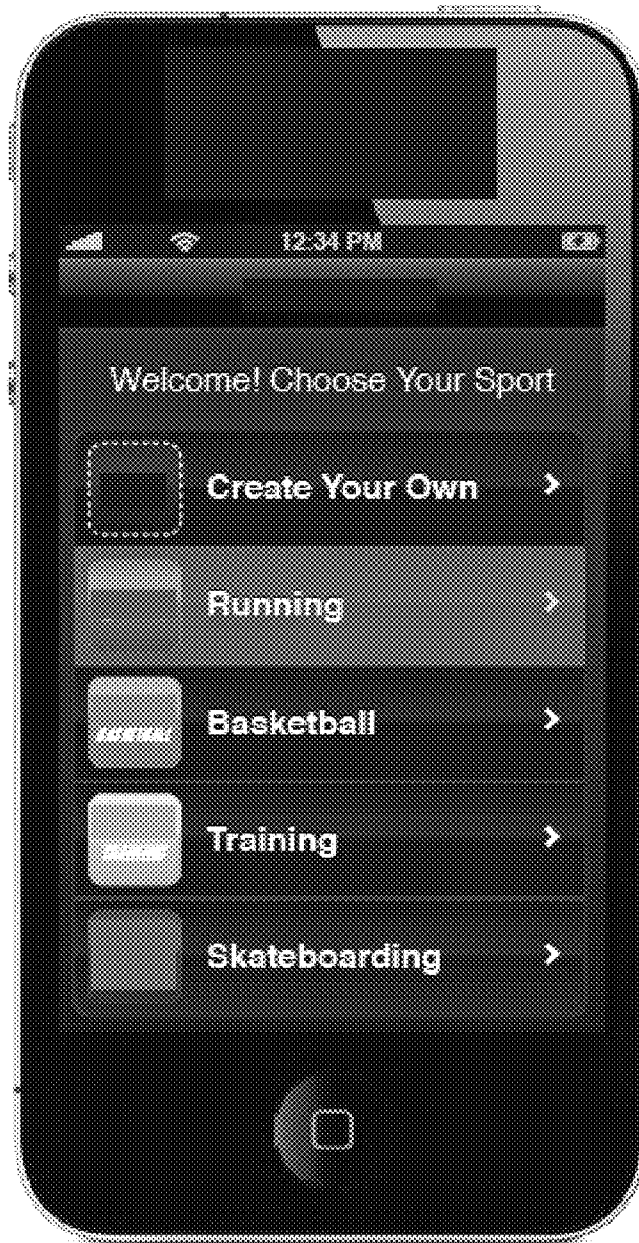 12:34 PM
Welcome! Choose Your Sport
Create Your Own
Running
Basketball
Training
Skateboarding